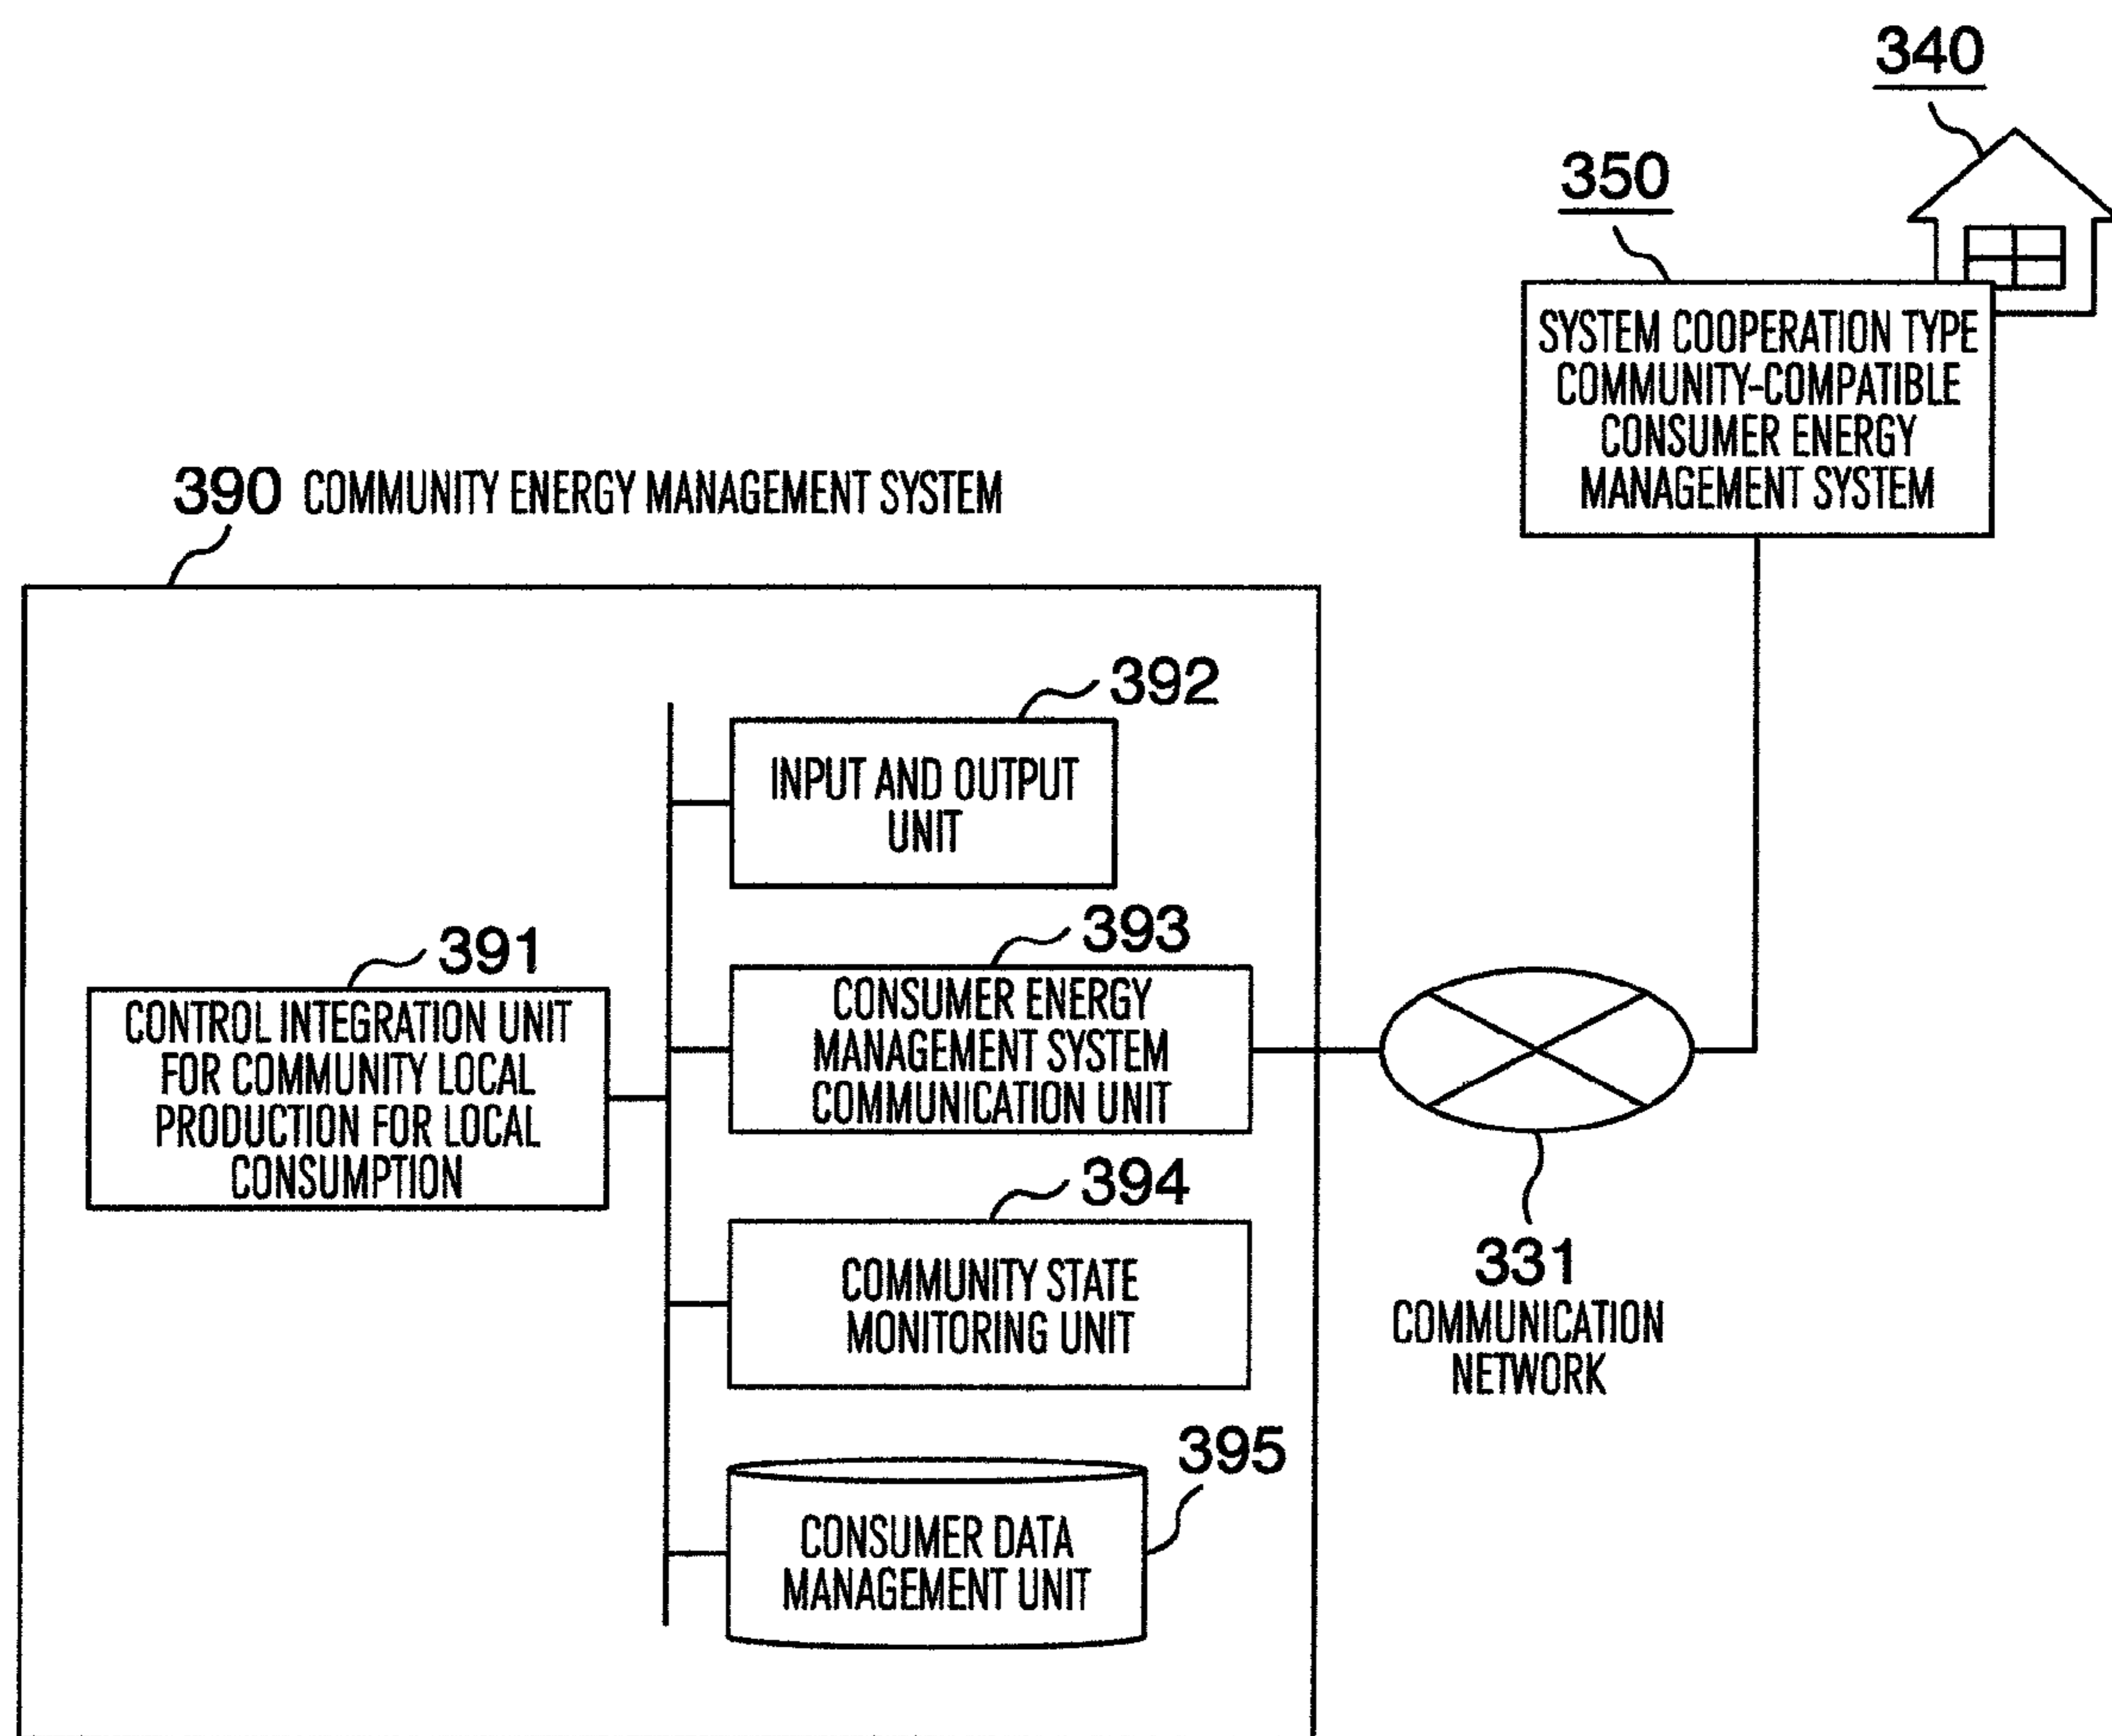 340
350
SYSTEM COOPERATION TYPE
COMMUNITY-COMPATIBLE
CONSUMER ENERGY
MANAGEMENT SYSTEM
390 COMMUNITY ENERGY MANAGEMENT SYSTEM
392
INPUT AND OUTPUT
UNIT
391
CONTROL INTEGRATION UNIT
FOR COMMUNITY LOCAL
PRODUCTION FOR LOCAL
CONSUMPTION
393
CONSUMER ENERGY
MANAGEMENT SYSTEM
COMMUNICATION UNIT
394
COMMUNITY STATE
MONITORING UNIT
331
COMMUNICATION
NETWORK
395
CONSUMER DATA
MANAGEMENT UNIT